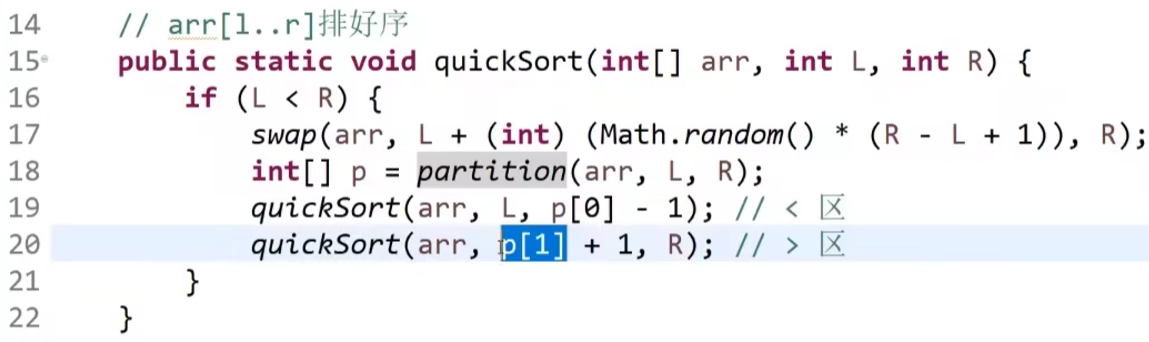 14 // arr[l..r]排好序
15 public static void quickSort(int[] arr, int L, int R) {
16 if (L < R) {
17 swap(arr, L + (int) (Math.random() * (R - L + 1)), R);
18 int[] p = partition(arr, L, R);
19 quickSort(arr, L, p[0] - 1); // < 区
20 quickSort(arr, p[1] + 1, R); // > 区
21 }
22 }